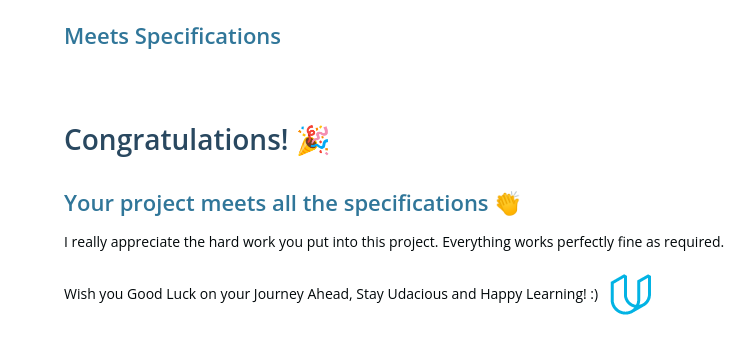 Meets Specifications
Congratulations! 🎉
Your project meets all the specifications 👏
I really appreciate the hard work you put into this project. Everything works perfectly fine as required.
Wish you Good Luck on your Journey Ahead, Stay Udacious and Happy Learning! :)